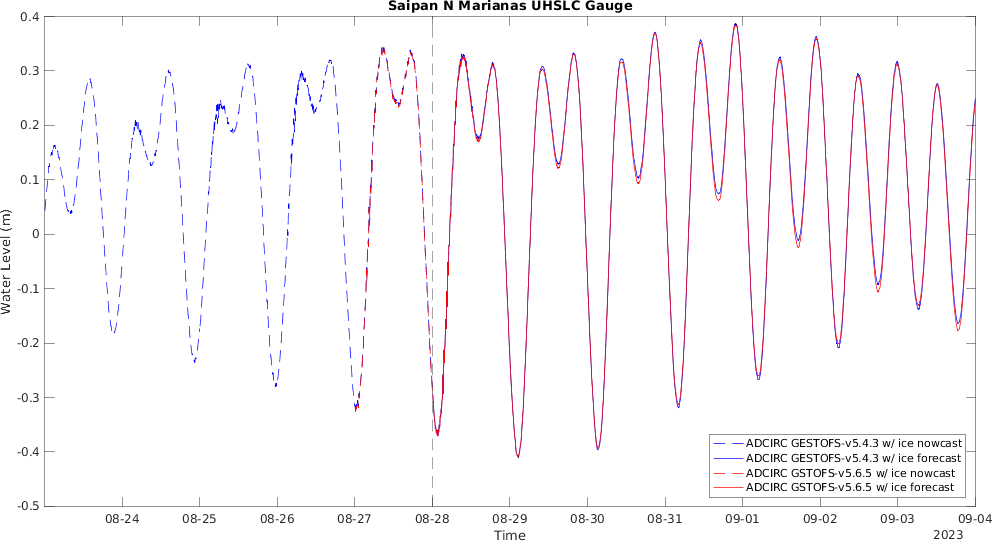 Saipan N Marianas UHSLC Gauge
Water Level (m)
0.4
0.3
0.2
0.1
0
-0.1
-0.2
-0.3
-0.4
-0.5
ADCIRC GESTOFS-v5.4.3 w/ ice nowcast
ADCIRC GESTOFS-v5.4.3 w/ ice forecast
ADCIRC GSTOFS-v5.6.5 w/ ice nowcast
ADCIRC GSTOFS-v5.6.5 w/ ice forecast
08-24 08-25 08-26 08-27 08-28 08-29 08-30 08-31 09-01 09-02 09-03 09-04
Time
2023